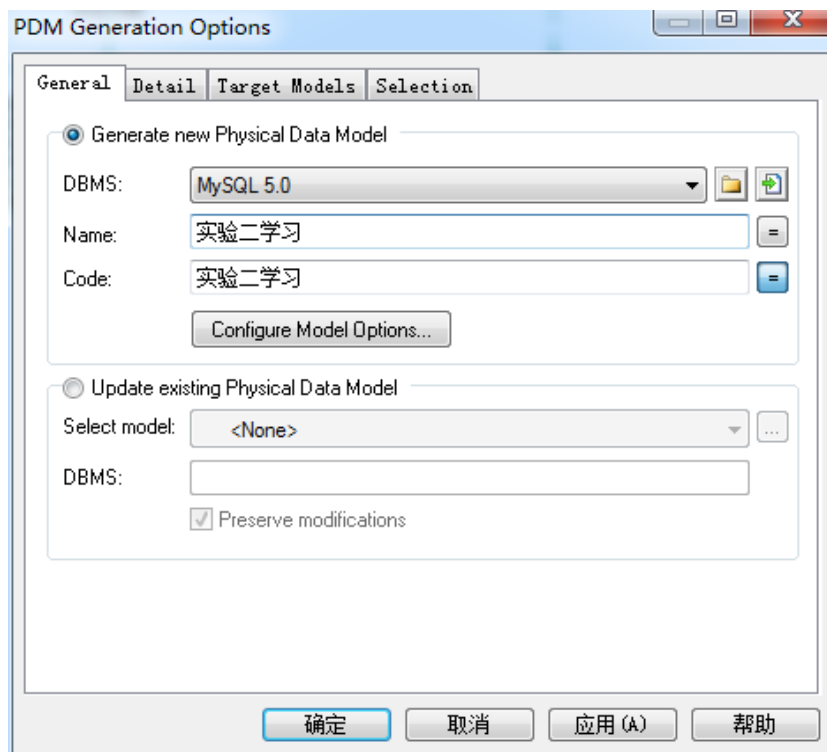 PDM Generation Options
General Detail Target Models Selection
Generate new Physical Data Model
DBMS: MySQL 5.0
Name: 实验二学习 =
Code: 实验二学习 =
Configure Model Options...
Update existing Physical Data Model
Select model: <None> ...
DBMS:
Preserve modifications
确定 取消 应用(A) 帮助